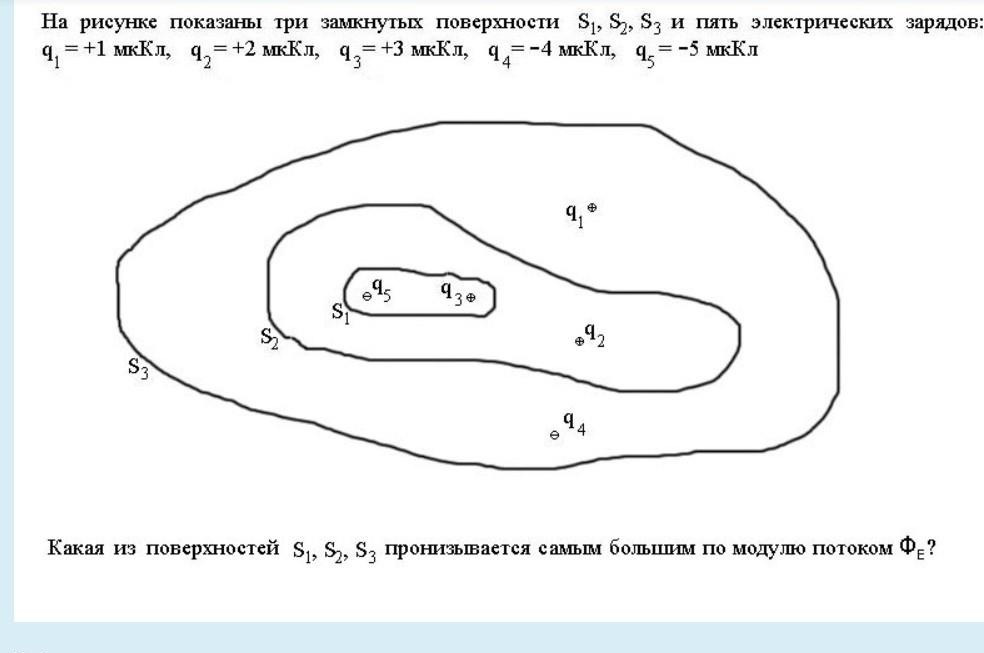 На рисунке показаны три замкнутых поверхности S₁, S₂, S₃ и пять электрических зарядов:
q₁ = +1 мкКл, q₂ = +2 мкКл, q₃ = +3 мкКл, q₄ = −4 мкКл, q₅ = −5 мкКл
q₁ ⊕
⊖ q₅
q₃ ⊕
S₁
S₂
⊕ q₂
S₃
⊖ q₄
Какая из поверхностей S₁, S₂, S₃ пронизывается самым большим по модулю потоком Ф_E?